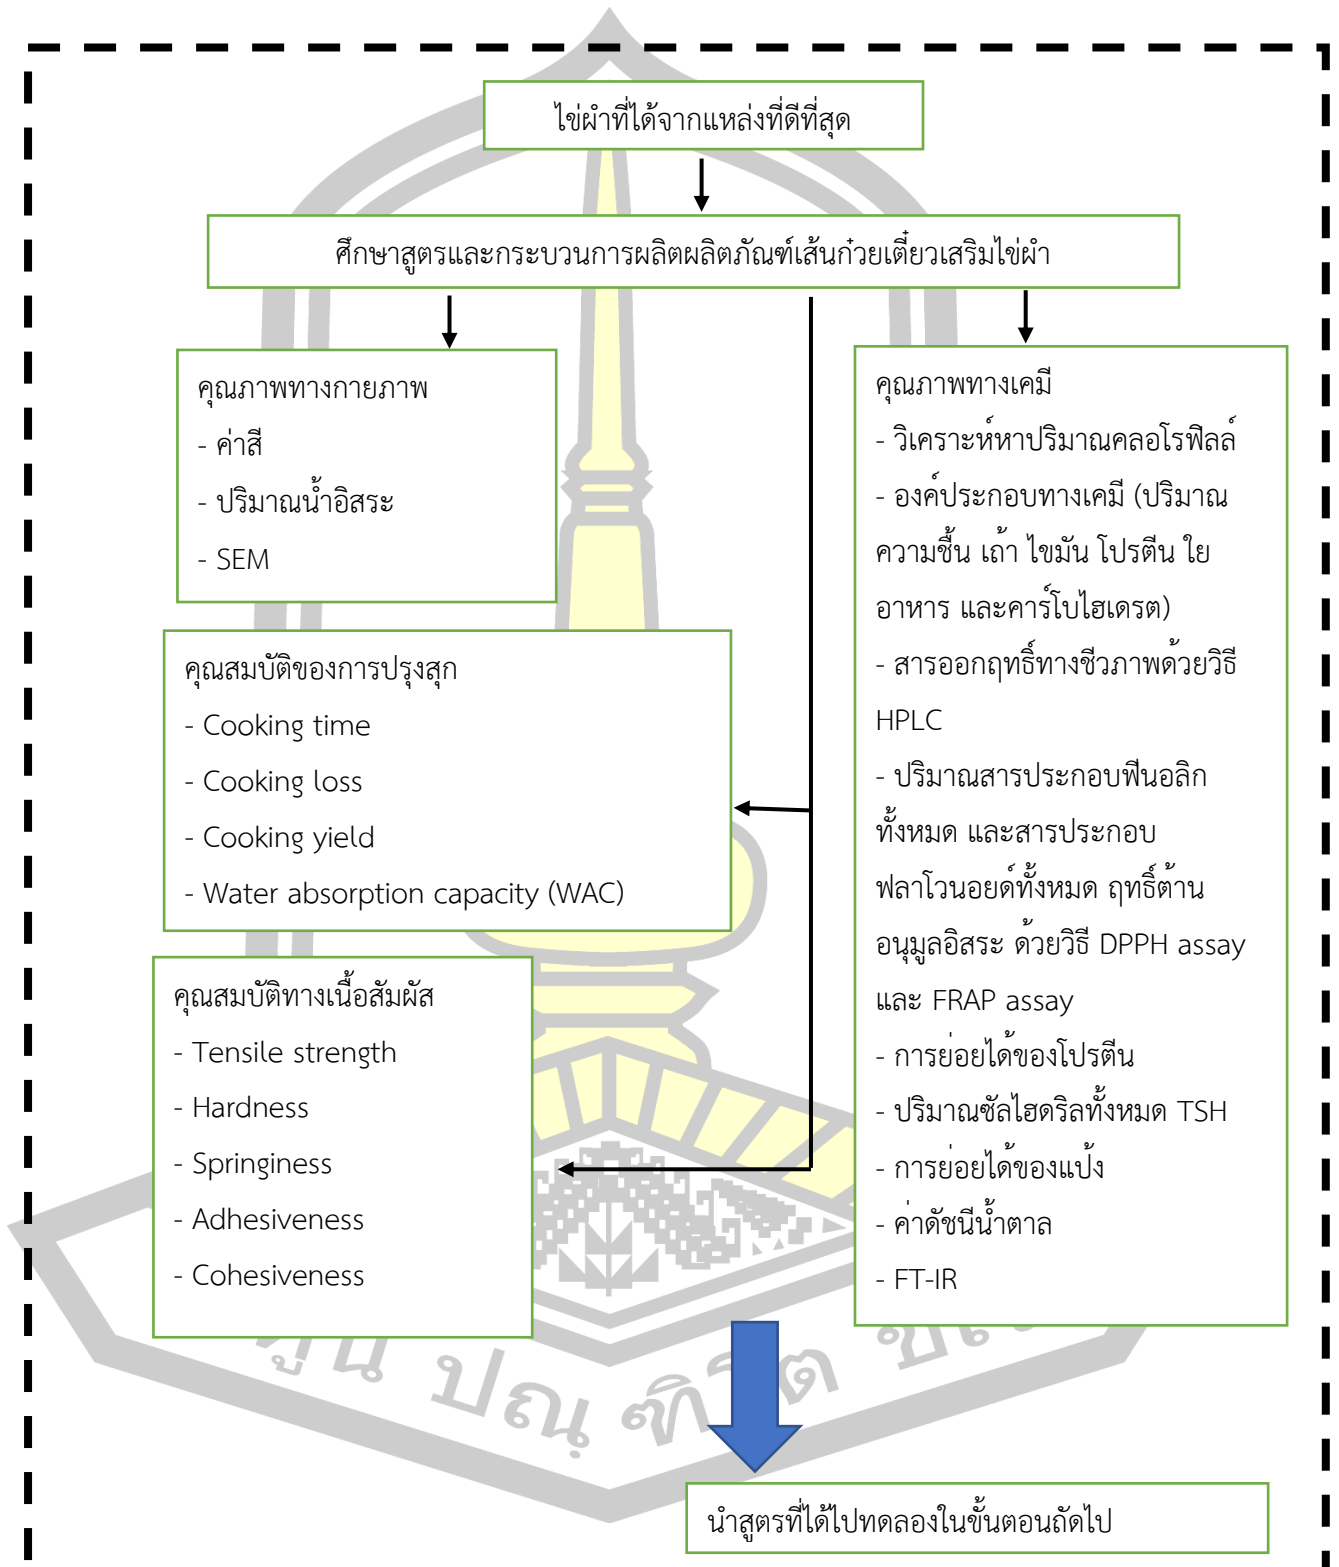 ไข่ผำที่ได้จากแหล่งที่ดีที่สุด
ศึกษาสูตรและกระบวนการผลิตผลิตภัณฑ์เส้นก๋วยเตี๋ยวเสริมไข่ผำ
คุณภาพทางกายภาพ
- ค่าสี
- ปริมาณน้ำอิสระ
- SEM
คุณสมบัติของการปรุงสุก
- Cooking time
- Cooking loss
- Cooking yield
- Water absorption capacity (WAC)
คุณสมบัติทางเนื้อสัมผัส
- Tensile strength
- Hardness
- Springiness
- Adhesiveness
- Cohesiveness
คุณภาพทางเคมี
- วิเคราะห์หาปริมาณคลอโรฟิลล์
- องค์ประกอบทางเคมี (ปริมาณ
ความชื้น เถ้า ไขมัน โปรตีน ใย
อาหาร และคาร์โบไฮเดรต)
- สารออกฤทธิ์ทางชีวภาพด้วยวิธี
HPLC
- ปริมาณสารประกอบฟีนอลิก
ทั้งหมด และสารประกอบ
ฟลาโวนอยด์ทั้งหมด ฤทธิ์ต้าน
อนุมูลอิสระ ด้วยวิธี DPPH assay
และ FRAP assay
- การย่อยได้ของโปรตีน
- ปริมาณซัลไฮดริลทั้งหมด TSH
- การย่อยได้ของแป้ง
- ค่าดัชนีน้ำตาล
- FT-IR
นำสูตรที่ได้ไปทดลองในขั้นตอนถัดไป